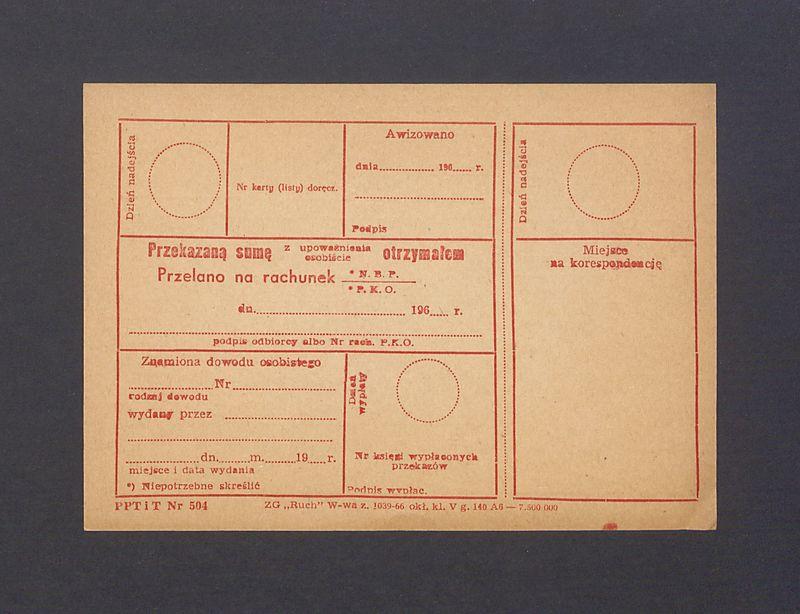 Dzień nadejścia
Nr karty (listy) doręcz.
Awizowano
dnia............... 196..... r.
Podpis
Przekazaną sumę z upoważnienia osobiście otrzymałem
Przelano na rachunek * N. B. P.
* P. K. O.
dn............................................. 196..... r.
podpis odbiorcy albo Nr rach. P.K.O.
Znamiona dowodu osobistego
........................Nr........................
rodzaj dowodu
wydany przez ................................
......................dn.......m.........19.....r.
miejsce i data wydania
*) Niepotrzebne skreślić
Dzień wypłaty
Nr księgi wypłaconych
przekazów
Podpis wypłac.
Dzień nadejścia
Miejsce
na korespondencję
PPT i T Nr 504
ZG „Ruch" W-wa z. 1039-66 okł. kl. V g. 140 A6 — 7.500 000